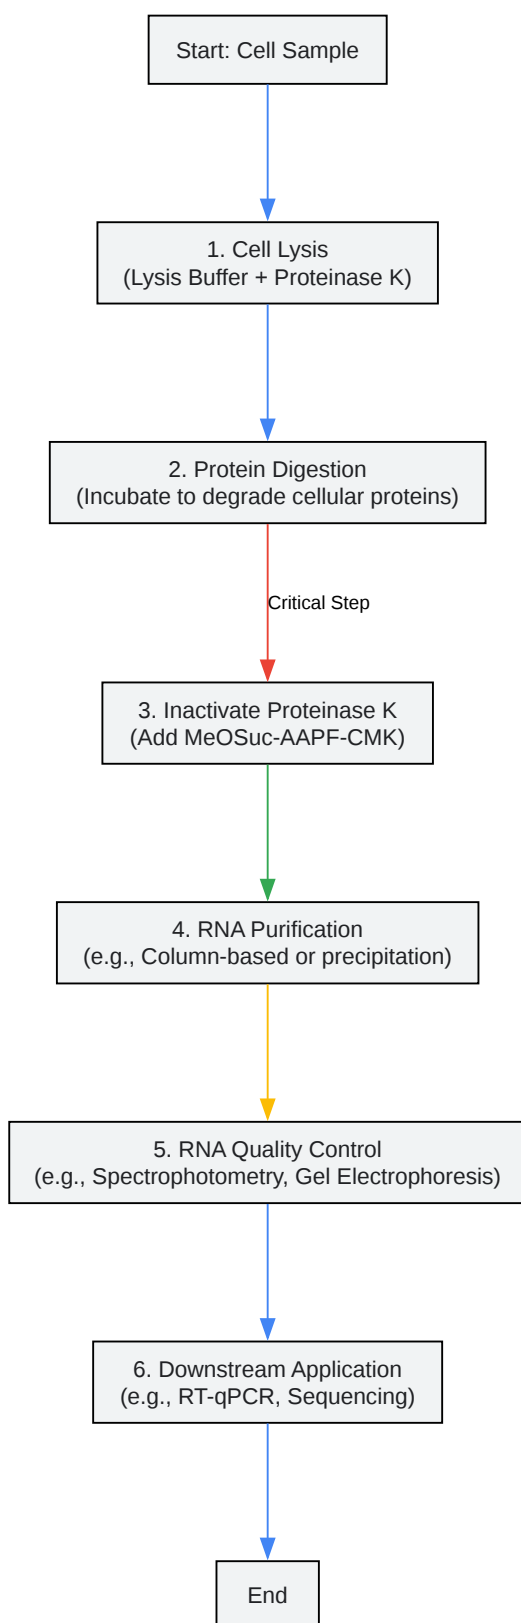 Start: Cell Sample
1. Cell Lysis
(Lysis Buffer + Proteinase K)
2. Protein Digestion
(Incubate to degrade cellular proteins)
Critical Step
3. Inactivate Proteinase K
(Add MeOSuc-AAPF-CMK)
4. RNA Purification
(e.g., Column-based or precipitation)
5. RNA Quality Control
(e.g., Spectrophotometry, Gel Electrophoresis)
6. Downstream Application
(e.g., RT-qPCR, Sequencing)
End